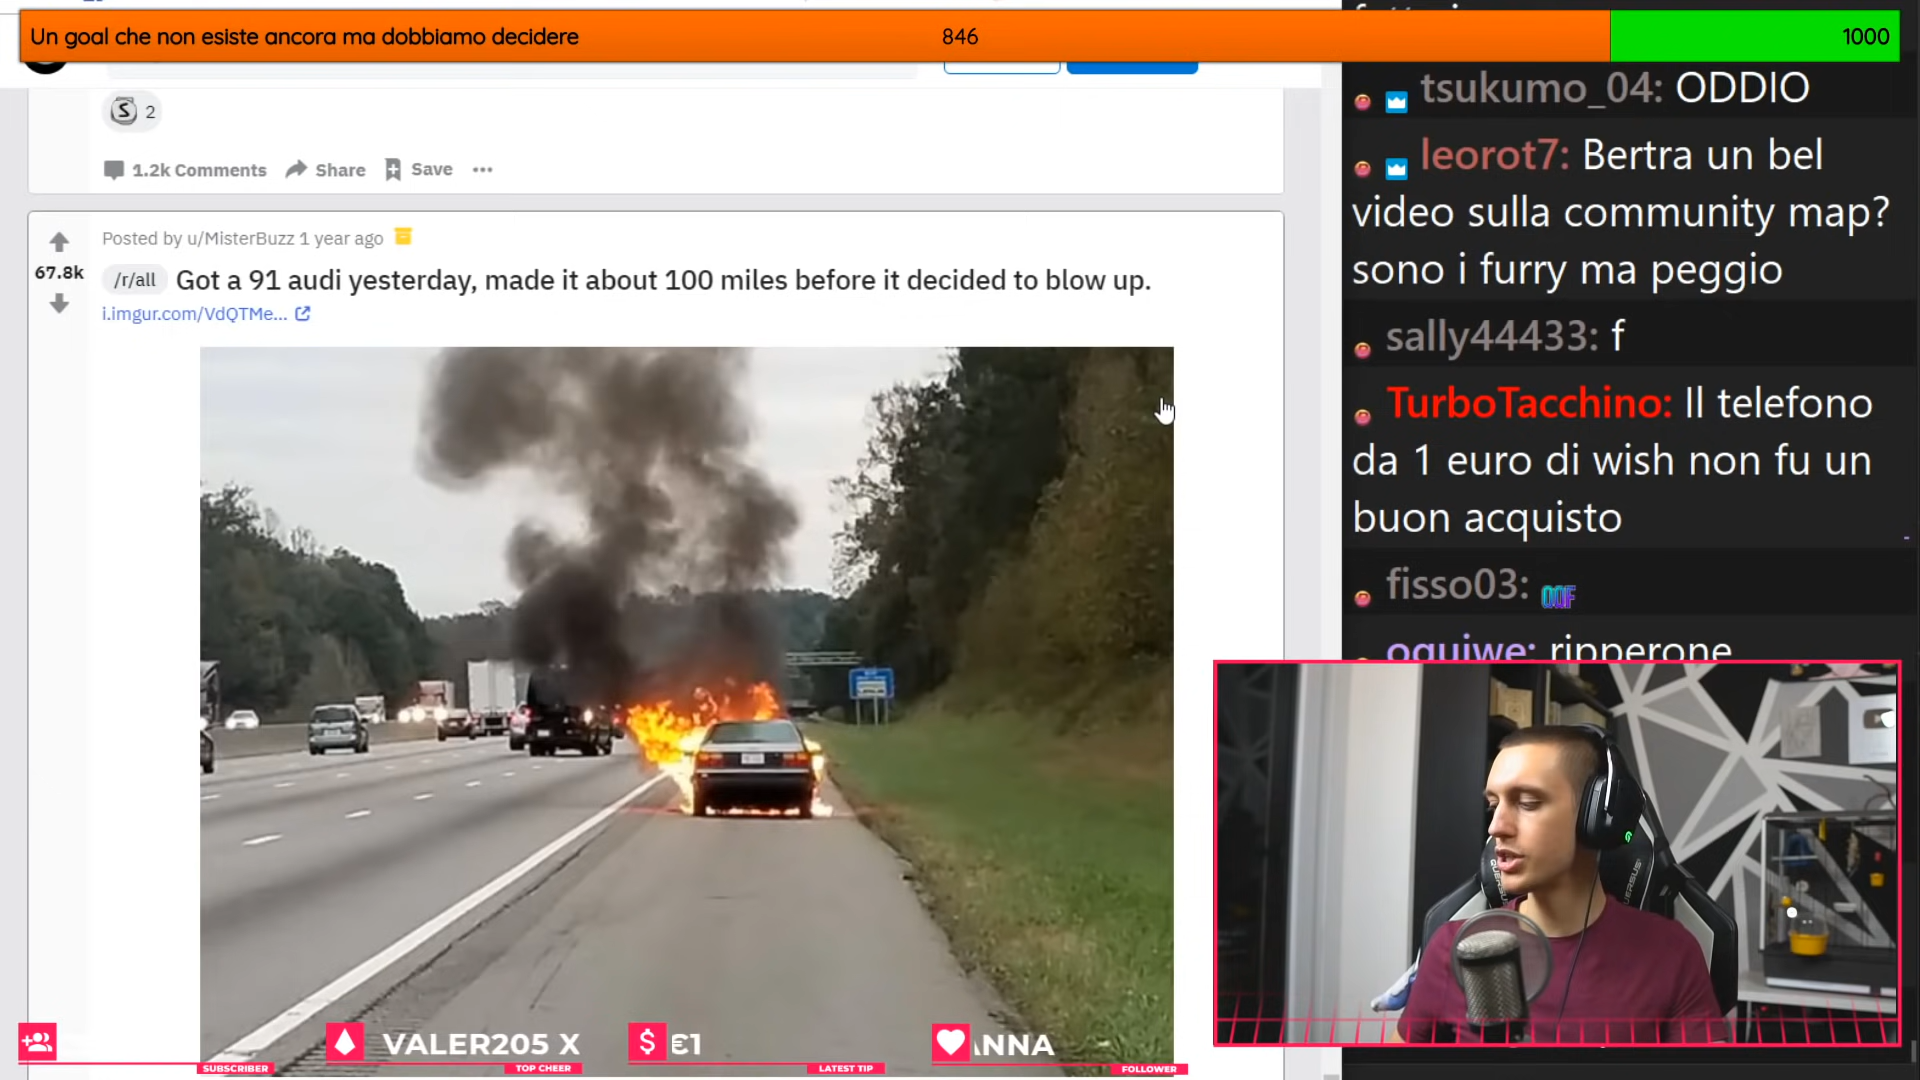 Un goal che non esiste ancora ma dobbiamo decidere
846
1000
2
1.2k Comments
Share
Save
Posted by u/MisterBuzz 1 year ago
67.8k
/r/all
Got a 91 audi yesterday, made it about 100 miles before it decided to blow up.
i.imgur.com/VdQTMe...
tsukumo_04: ODDIO
leorot7: Bertra un bel
video sulla community map?
sono i furry ma peggio
sally44433: f
TurboTacchino: Il telefono
da 1 euro di wish non fu un
buon acquisto
fisso03: OOF
oquiwe: ripperone
SUBSCRIBER
VALER205 X
TOP CHEER
€1
LATEST TIP
NNA
FOLLOWER